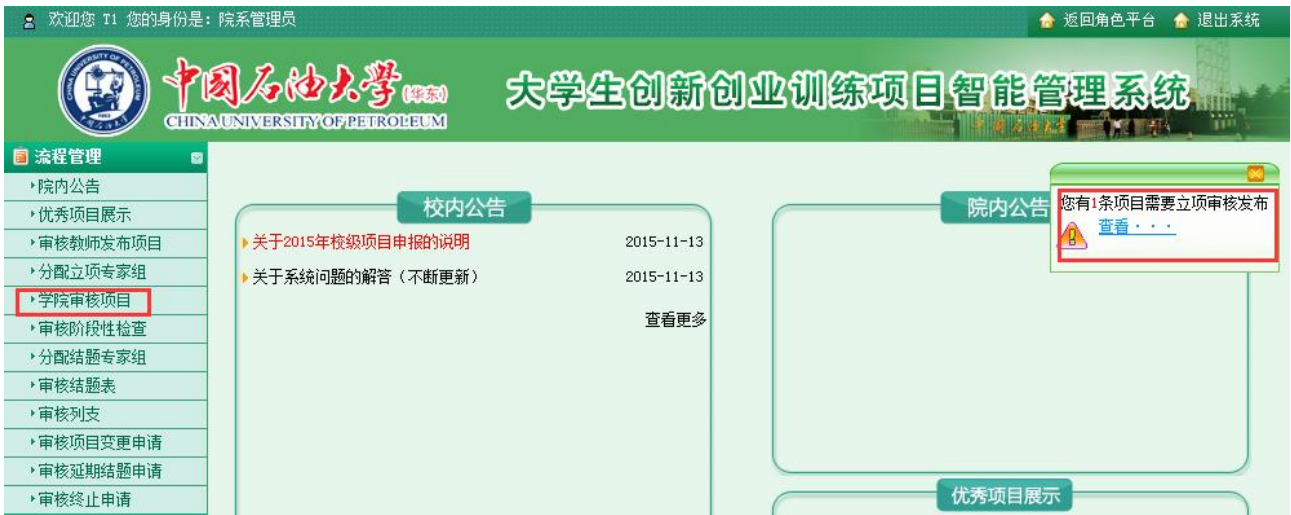 欢迎您 T1 您的身份是：院系管理员
返回角色平台 退出系统
中国石油大学(华东)
CHINA UNIVERSITY OF PETROLEUM
大学生创新创业训练项目智能管理系统
流程管理
院内公告
优秀项目展示
审核教师发布项目
分配立项专家组
学院审核项目
审核阶段性检查
分配结题专家组
审核结题表
审核列支
审核项目变更申请
审核延期结题申请
审核终止申请
校内公告
关于2015年校级项目申报的说明 2015-11-13
关于系统问题的解答（不断更新） 2015-11-13
查看更多
院内公告
您有1条项目需要立项审核发布
查看···
优秀项目展示